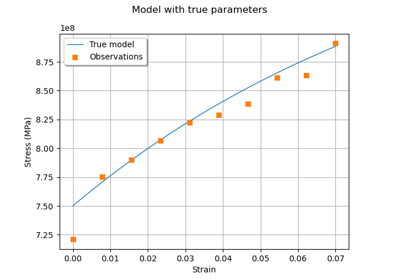 Model with true parameters
1e8
True model
Observations
8.75
8.50
8.25
8.00
7.75
7.50
7.25
Stress (MPa)
0.00 0.01 0.02 0.03 0.04 0.05 0.06 0.07
Strain